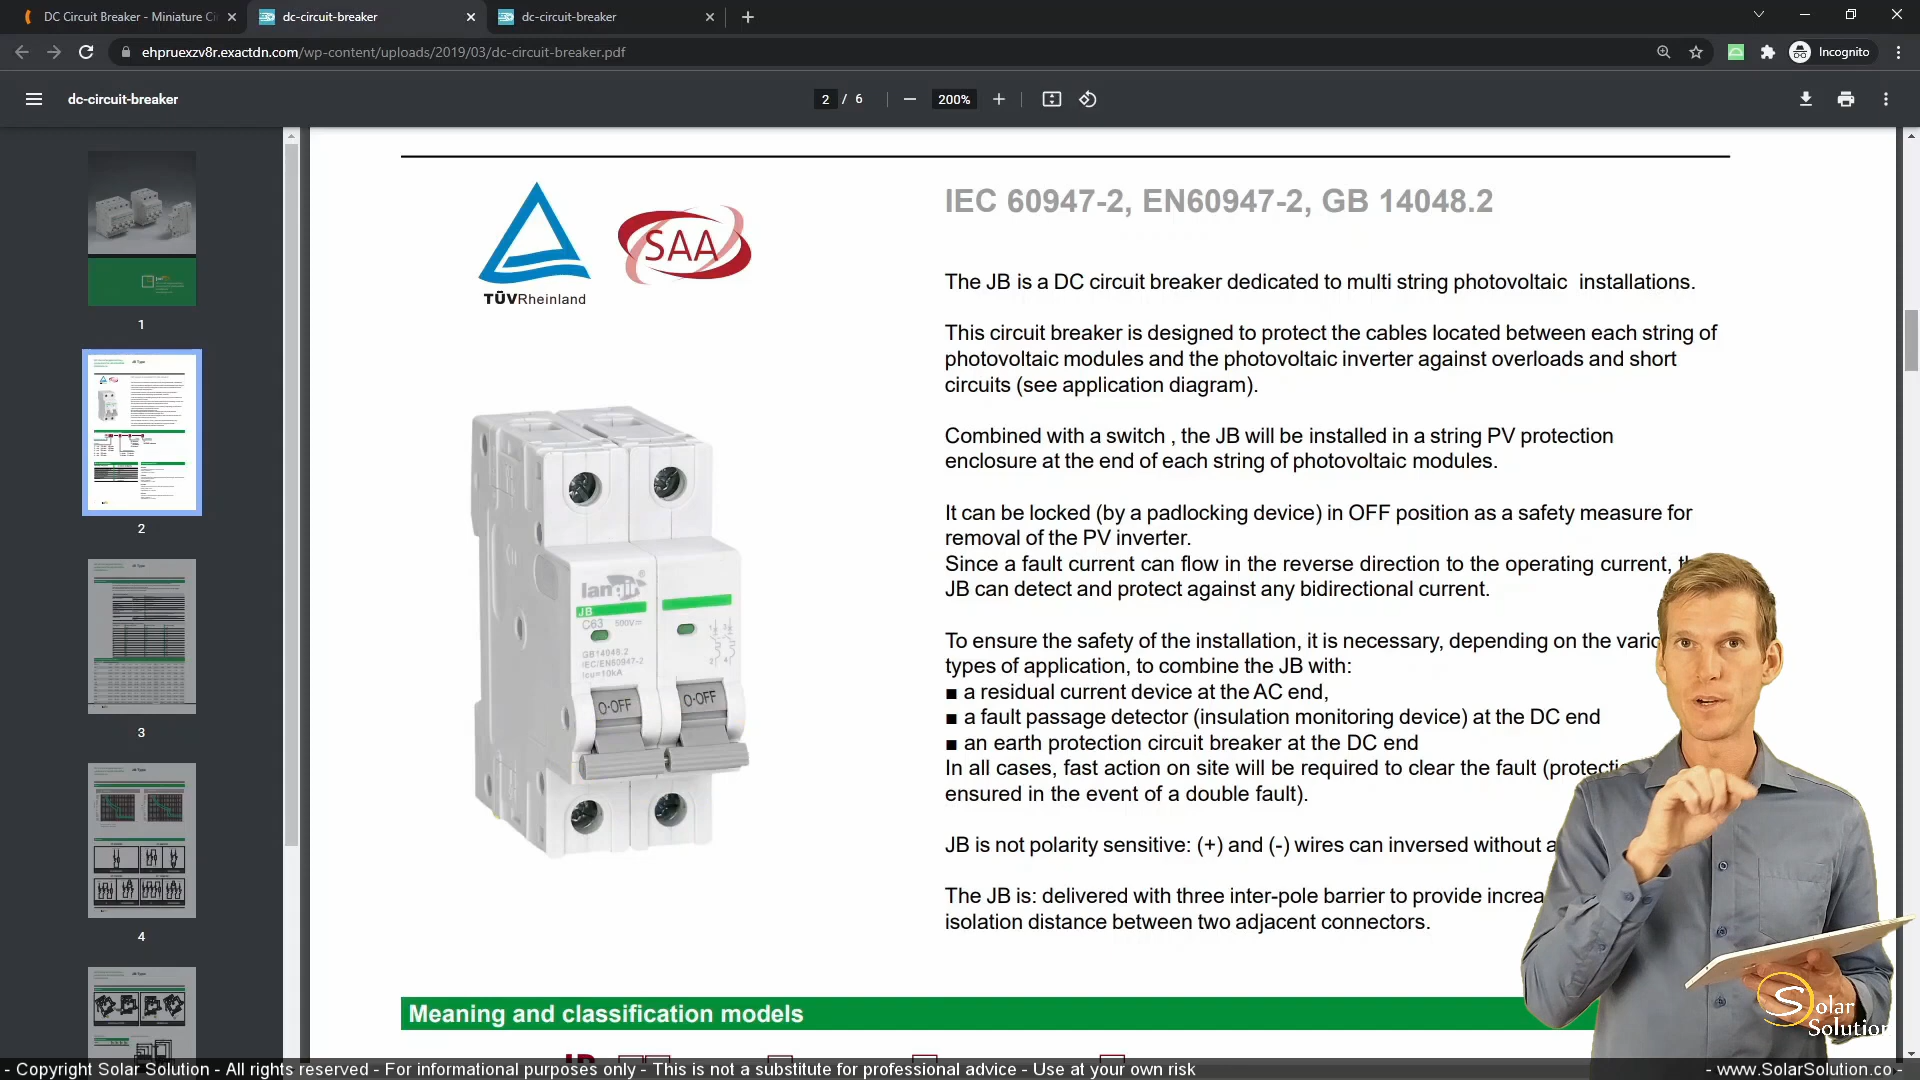 DC Circuit Breaker - Miniature Ci
dc-circuit-breaker
dc-circuit-breaker
ehpruexzv8r.exactdn.com/wp-content/uploads/2019/03/dc-circuit-breaker.pdf
Incognito
dc-circuit-breaker
2 / 6
200%
1
2
3
4
TÜVRheinland
SAA
IEC 60947-2, EN60947-2, GB 14048.2
The JB is a DC circuit breaker dedicated to multi string photovoltaic installations.
This circuit breaker is designed to protect the cables located between each string of
photovoltaic modules and the photovoltaic inverter against overloads and short
circuits (see application diagram).
Combined with a switch , the JB will be installed in a string PV protection
enclosure at the end of each string of photovoltaic modules.
It can be locked (by a padlocking device) in OFF position as a safety measure for
removal of the PV inverter.
Since a fault current can flow in the reverse direction to the operating current,
JB can detect and protect against any bidirectional current.
To ensure the safety of the installation, it is necessary, depending on the vario
types of application, to combine the JB with:
■ a residual current device at the AC end,
■ a fault passage detector (insulation monitoring device) at the DC end
■ an earth protection circuit breaker at the DC end
In all cases, fast action on site will be required to clear the fault (protecti
ensured in the event of a double fault).
JB is not polarity sensitive: (+) and (-) wires can inversed without a
The JB is: delivered with three inter-pole barrier to provide increa
isolation distance between two adjacent connectors.
langir®
JB
C63 500V
GB14048.2
IEC/EN60947-2
Icu=10kA
O·OFF
O·OFF
Meaning and classification models
Solar
Solution
- Copyright Solar Solution - All rights reserved - For informational purposes only - This is not a substitute for professional advice - Use at your own risk
- www.SolarSolution.co -